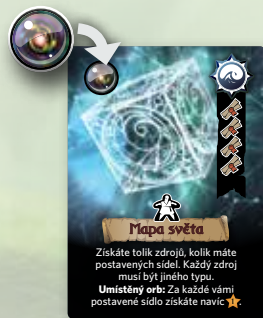 Mapa světa
Získáte tolik zdrojů, kolik máte
postavených sídel. Každý zdroj
musí být jiného typu.
Umístěný orb: Za každé vámi
postavené sídlo získáte navíc 1.